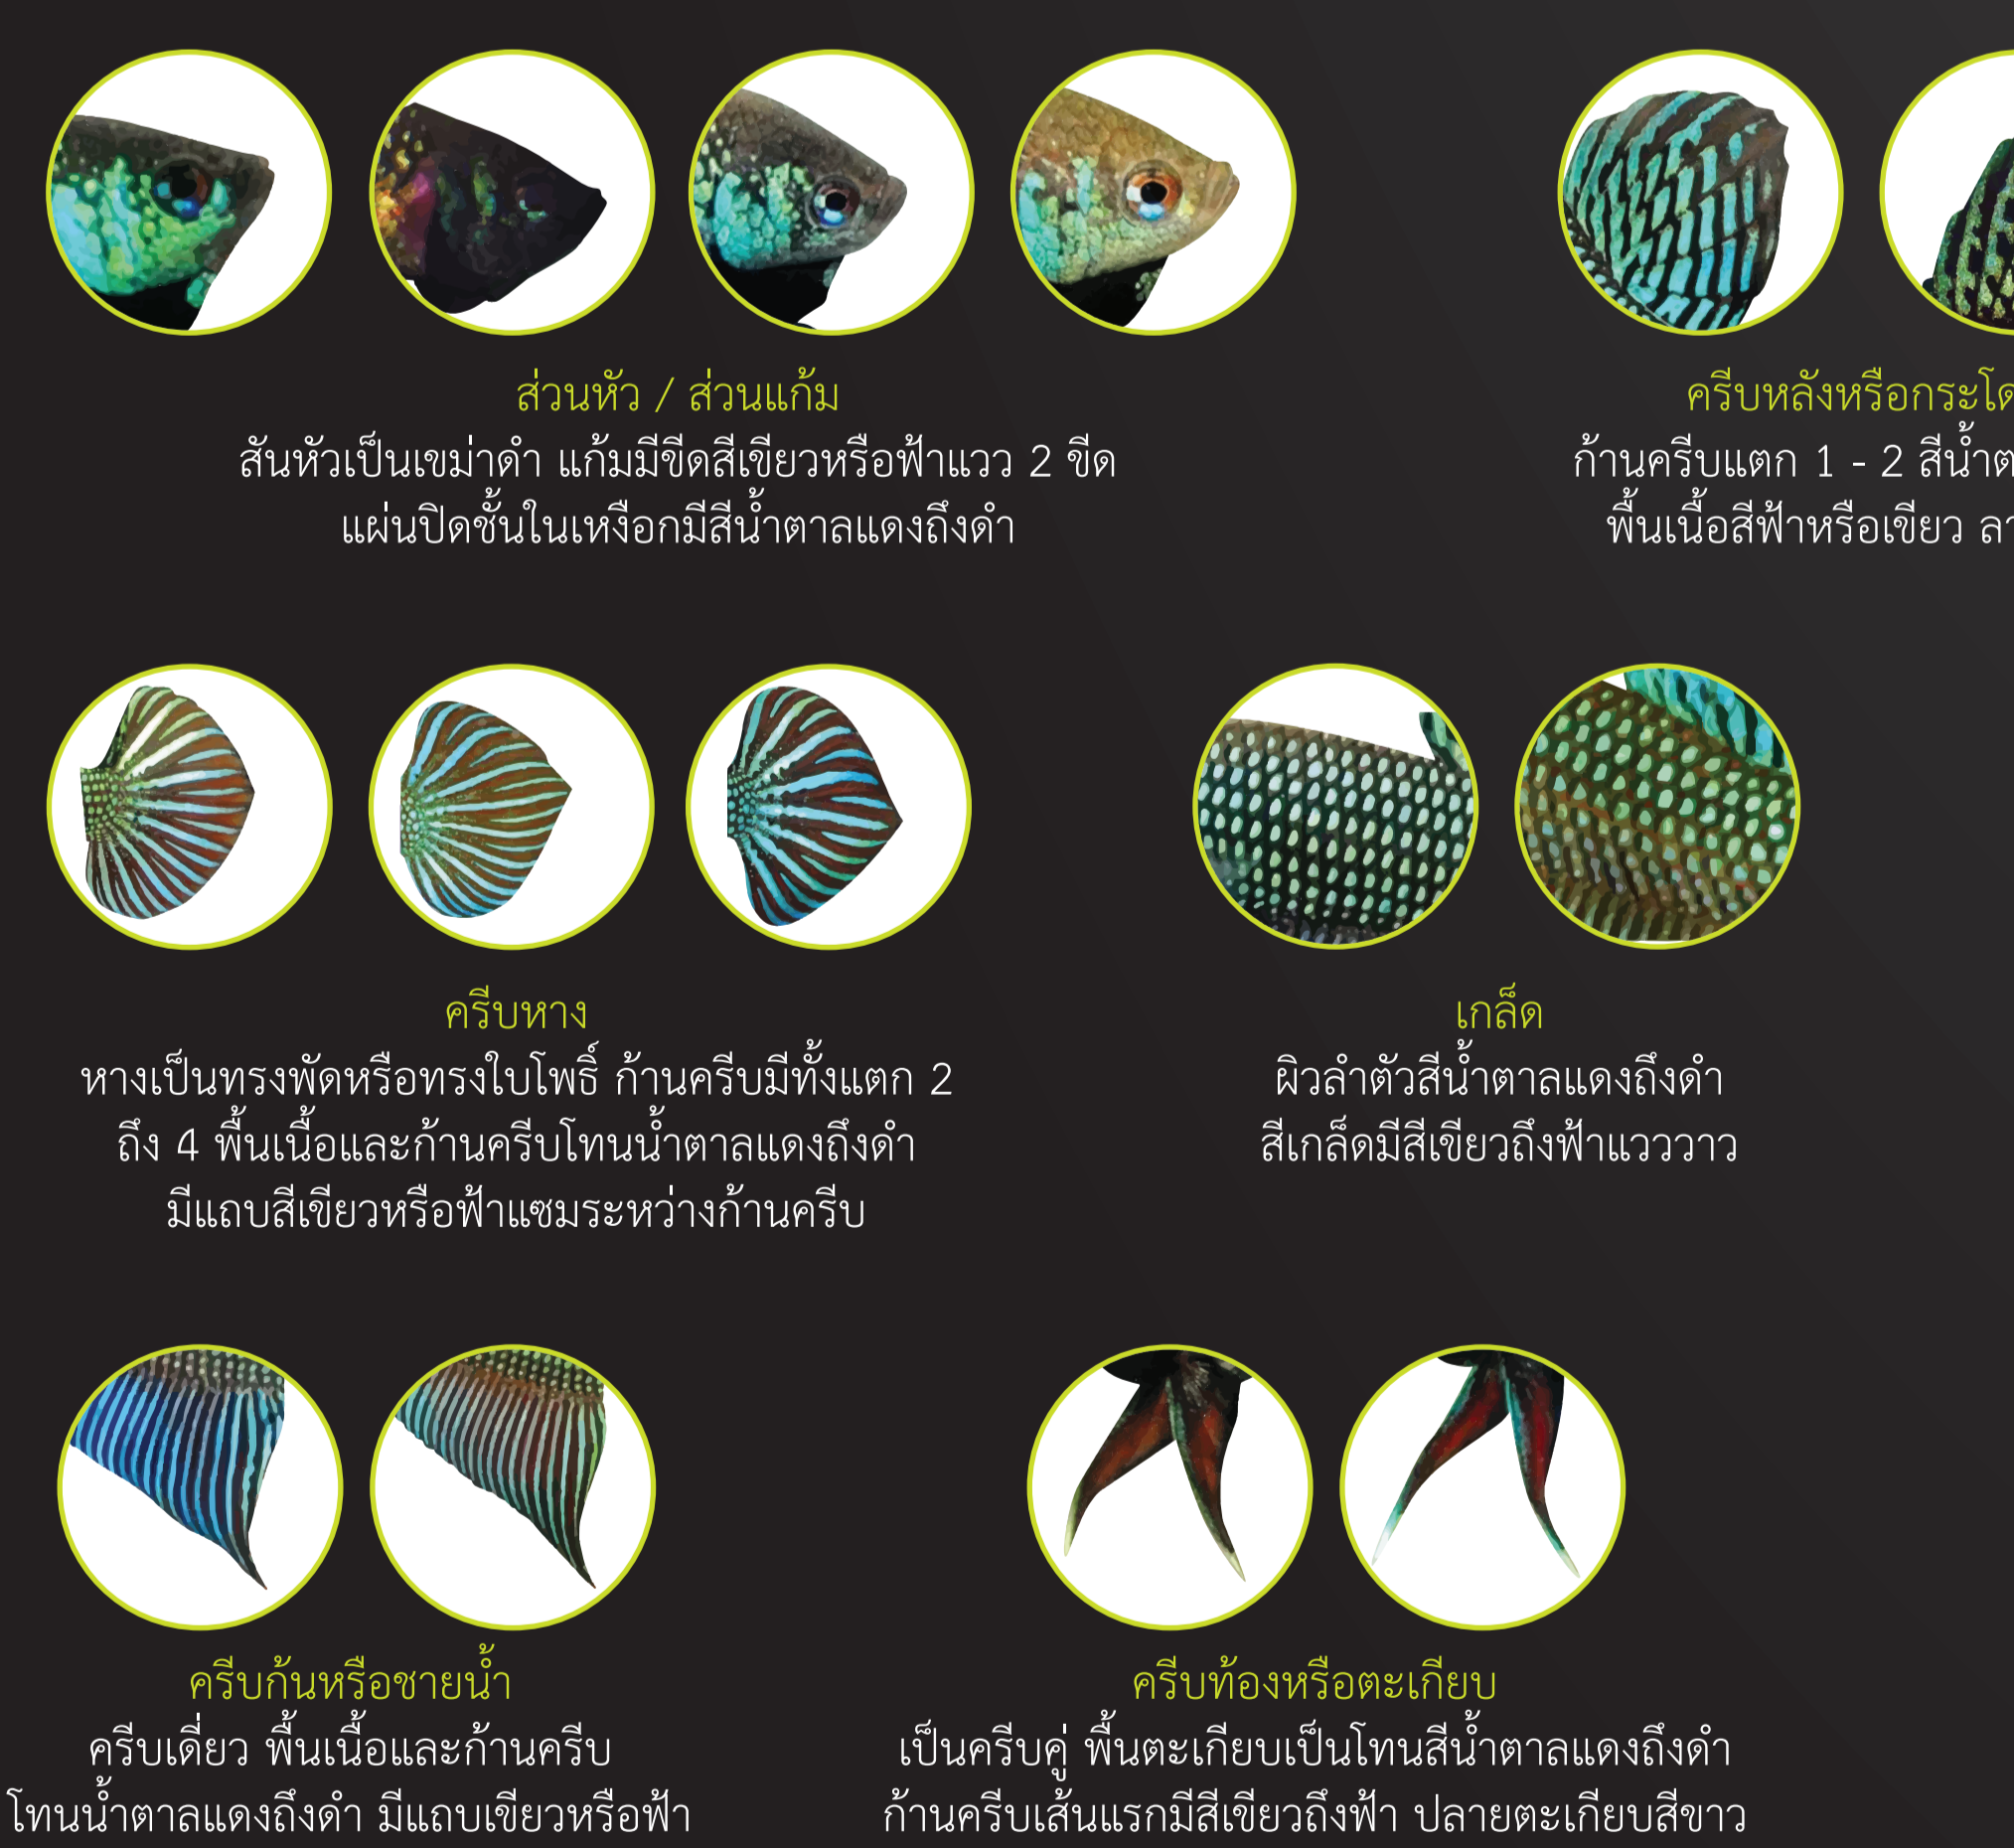 ส่วนหัว / ส่วนแก้ม
สันหัวเป็นเขม่าดำ แก้มมีขีดสีเขียวหรือฟ้าแวว 2 ขีด
แผ่นปิดชั้นในเหงือกมีสีน้ำตาลแดงถึงดำ
ครีบหลังหรือกระโด
ก้านครีบแตก 1 - 2 สีน้ำต
พื้นเนื้อสีฟ้าหรือเขียว ลา
ครีบหาง
หางเป็นทรงพัดหรือทรงใบโพธิ์ ก้านครีบมีทั้งแตก 2
ถึง 4 พื้นเนื้อและก้านครีบโทนน้ำตาลแดงถึงดำ
มีแถบสีเขียวหรือฟ้าแซมระหว่างก้านครีบ
เกล็ด
ผิวลำตัวสีน้ำตาลแดงถึงดำ
สีเกล็ดมีสีเขียวถึงฟ้าแวววาว
ครีบก้นหรือชายน้ำ
ครีบเดี่ยว พื้นเนื้อและก้านครีบ
โทนน้ำตาลแดงถึงดำ มีแถบเขียวหรือฟ้า
ครีบท้องหรือตะเกียบ
เป็นครีบคู่ พื้นตะเกียบเป็นโทนสีน้ำตาลแดงถึงดำ
ก้านครีบเส้นแรกมีสีเขียวถึงฟ้า ปลายตะเกียบสีขาว